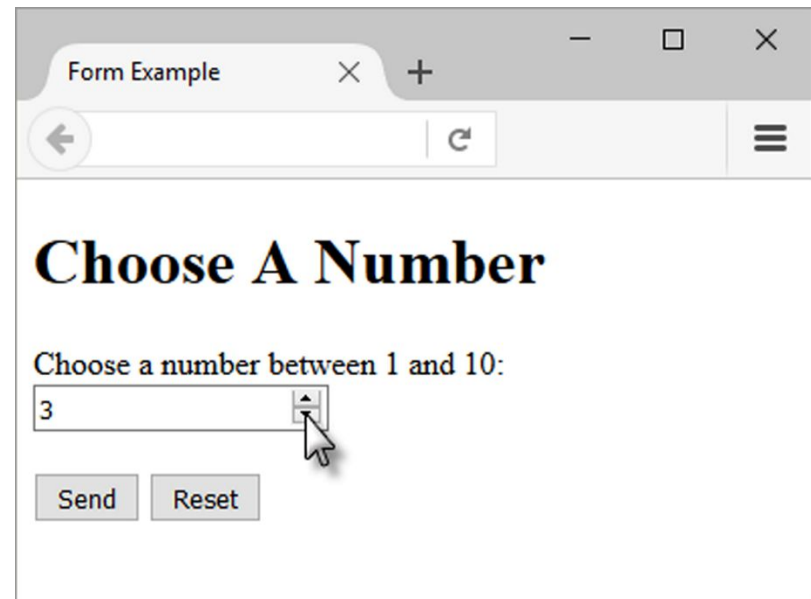 Form Example
Choose A Number
Choose a number between 1 and 10:
3
Send Reset